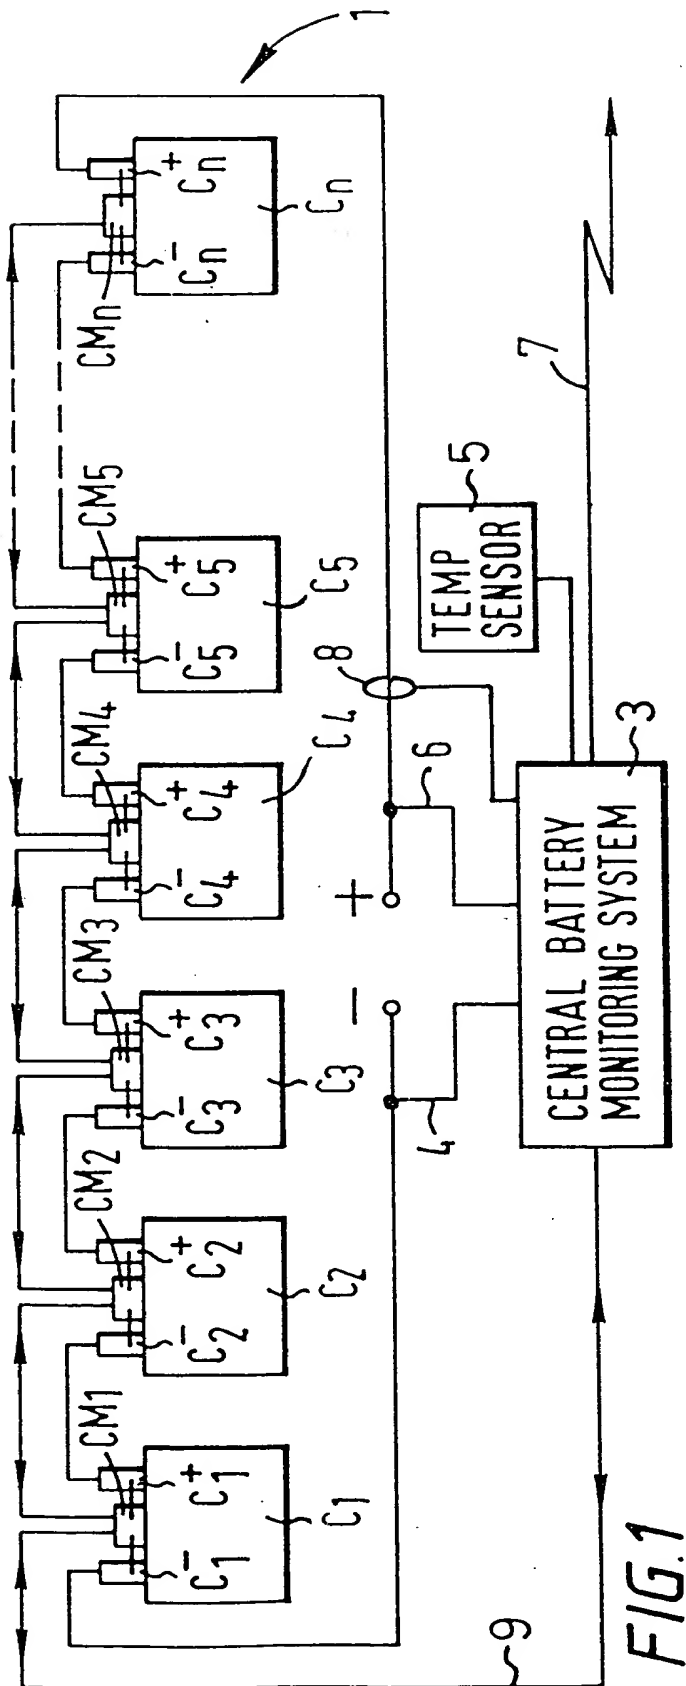 1
CM1
CM2
CM3
CM4
CM5
CMn
C1−
C1+
C2−
C2+
C3−
C3+
C4−
C4+
C5−
C5+
Cn−
Cn+
C1
C2
C3
C4
C5
Cn
−
+
8
4
6
TEMP
SENSOR
5
7
CENTRAL BATTERY
MONITORING SYSTEM
3
9
FIG.1